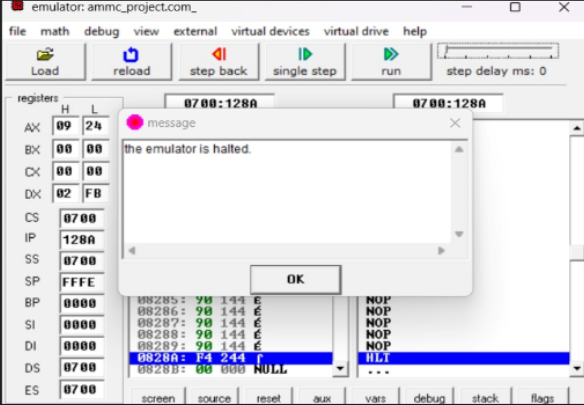 emulator: ammc_project.com_
file math debug view external virtual devices virtual drive help
Load reload step back single step run step delay ms: 0
registers
H L
0700:128A 0700:128A
AX 09 24
BX 00 00
CX 00 00
DX 02 FB
CS 0700
IP 128A
SS 0700
SP FFFE
BP 0000
SI 0000
DI 0000
DS 0700
ES 0700
message
the emulator is halted.
OK
08285: 90 144 É NOP
08286: 90 144 É NOP
08287: 90 144 É NOP
08288: 90 144 É NOP
08289: 90 144 É NOP
0828A: F4 244 ⌠ HLT
0828B: 00 000 NULL ...
screen source reset aux vars debug stack flags